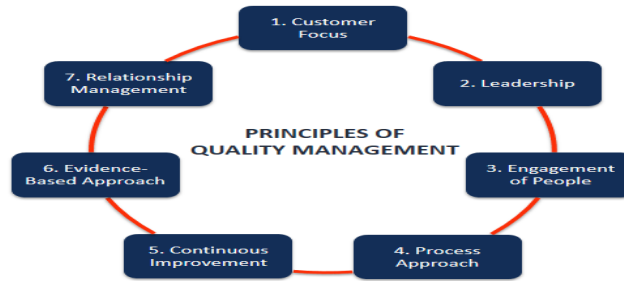 1. Customer
Focus
2. Leadership
3. Engagement
of People
4. Process
Approach
5. Continuous
Improvement
6. Evidence-
Based Approach
7. Relationship
Management
PRINCIPLES OF
QUALITY MANAGEMENT